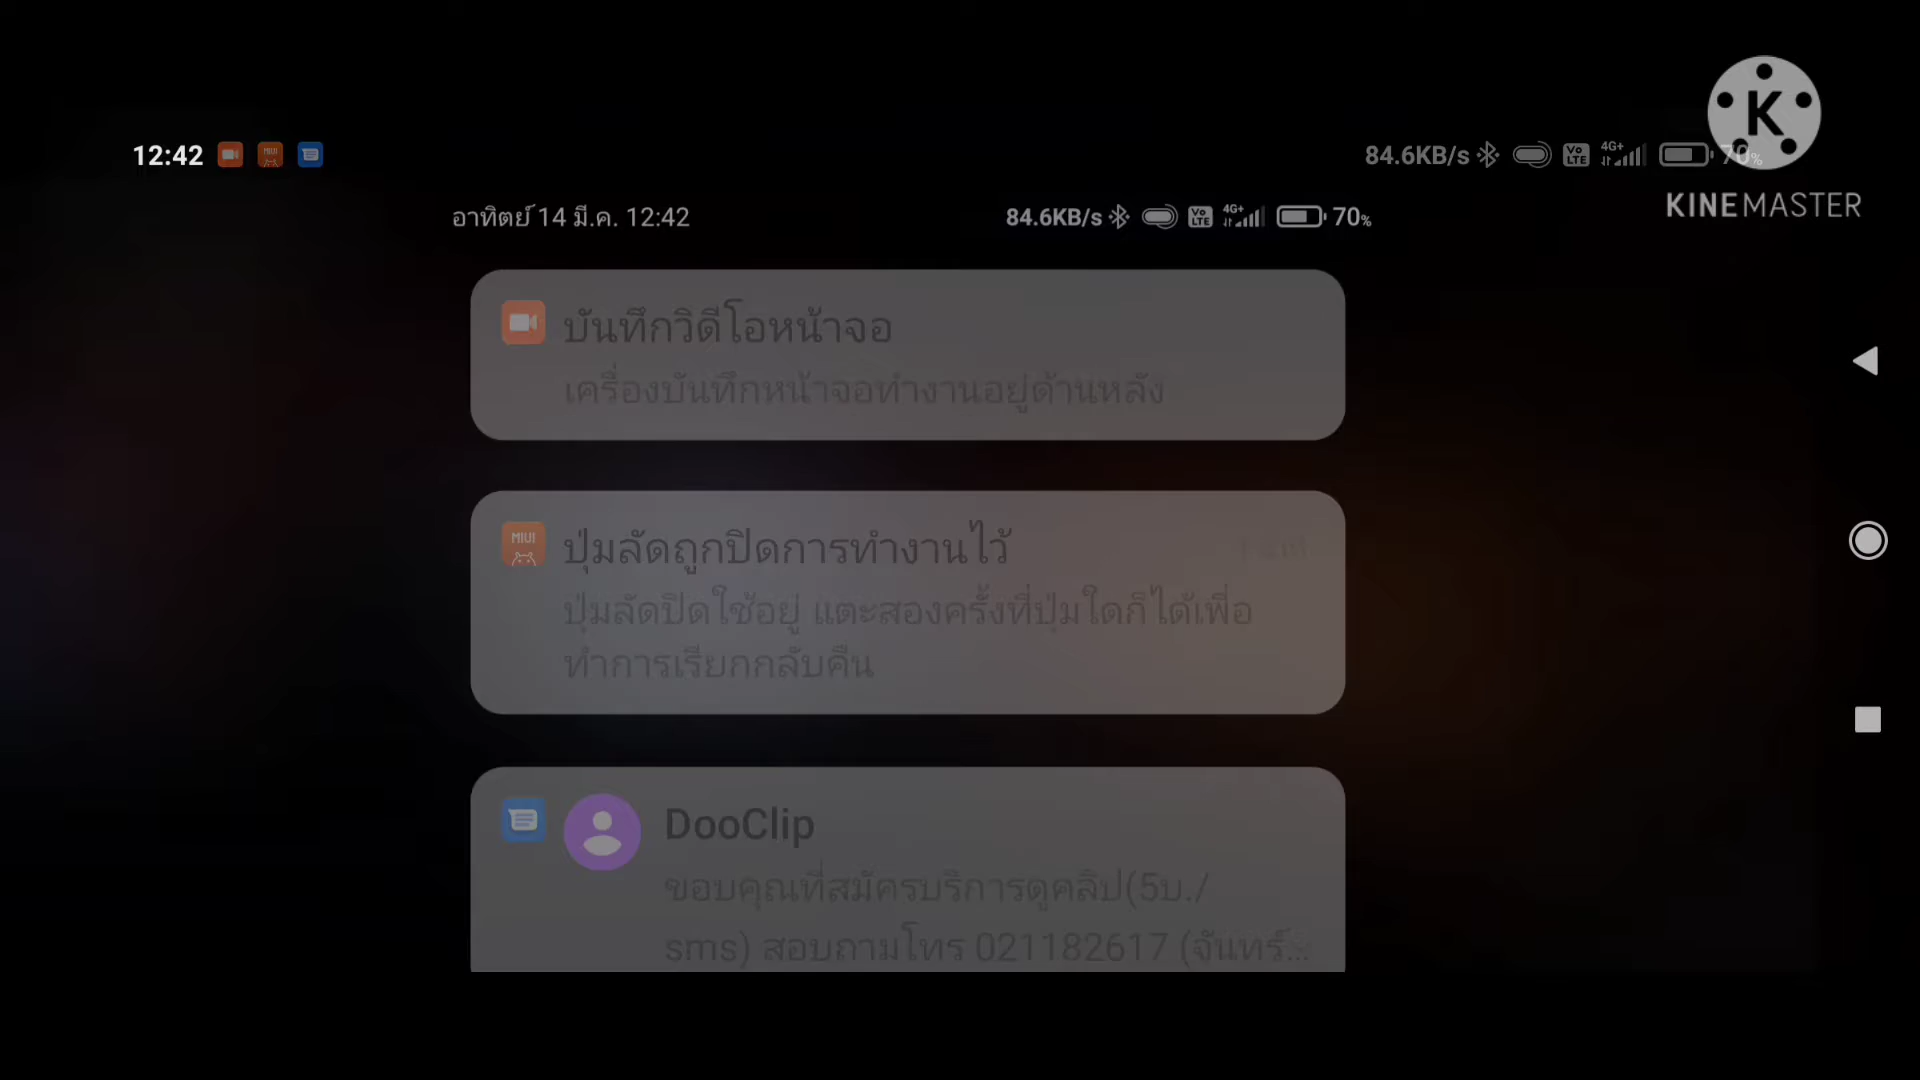 12:42
84.6KB/s 4G+ 70%
KINEMASTER
อาทิตย์ 14 มี.ค. 12:42
84.6KB/s Vo LTE 4G+ 70%
บันทึกวิดีโอหน้าจอ
เครื่องบันทึกหน้าจอทำงานอยู่ด้านหลัง
MIUI
ปุ่มลัดถูกปิดการทำงานไว้
ปุ่มลัดปิดใช้อยู่ แตะสองครั้งที่ปุ่มใดก็ได้เพื่อ
ทำการเรียกกลับคืน
DooClip
ขอบคุณที่สมัครบริการดูคลิป(5บ./
sms) สอบถามโทร 021182617 (จันทร์...